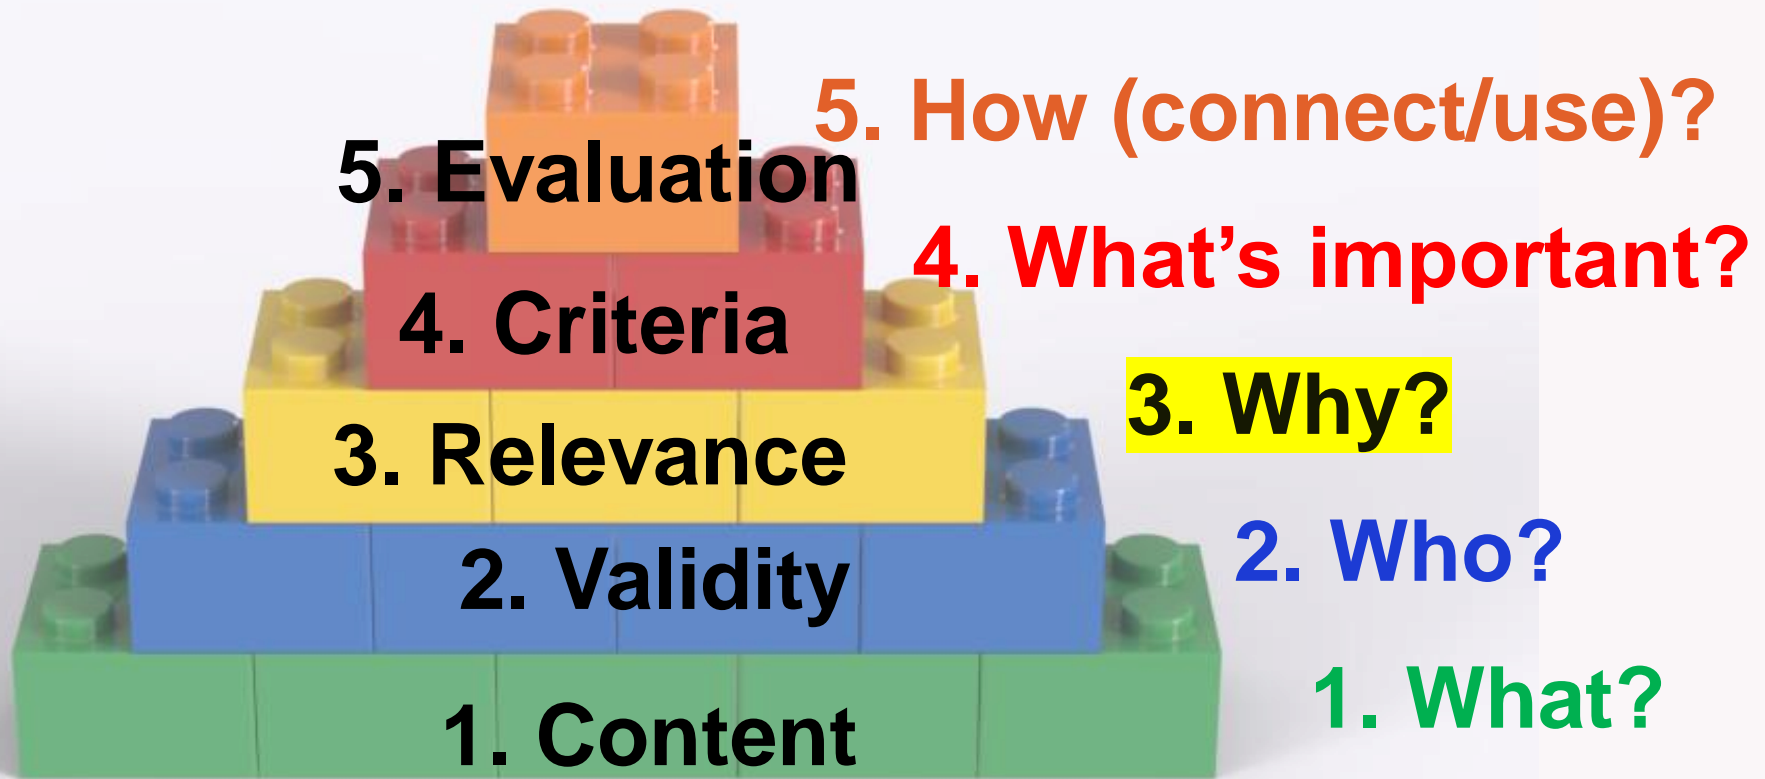 5. How (connect/use)?
5. Evaluation
4. What’s important?
4. Criteria
3. Why?
3. Relevance
2. Who?
2. Validity
1. What?
1. Content